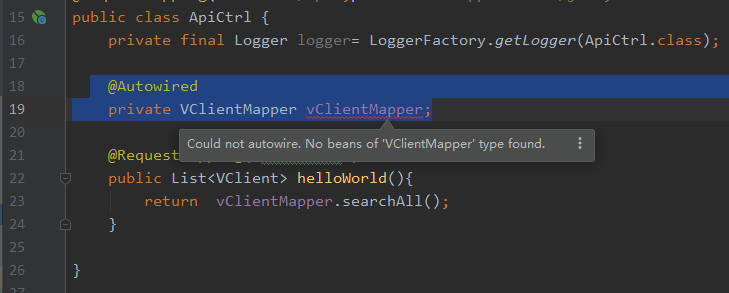 15 public class ApiCtrl {
16 private final Logger logger= LoggerFactory.getLogger(ApiCtrl.class);
17
18 @Autowired
19 private VClientMapper vClientMapper;
20
Could not autowire. No beans of 'VClientMapper' type found.
21 @Reques
22 public List<VClient> helloWorld(){
23 return vClientMapper.searchAll();
24 }
25
26 }